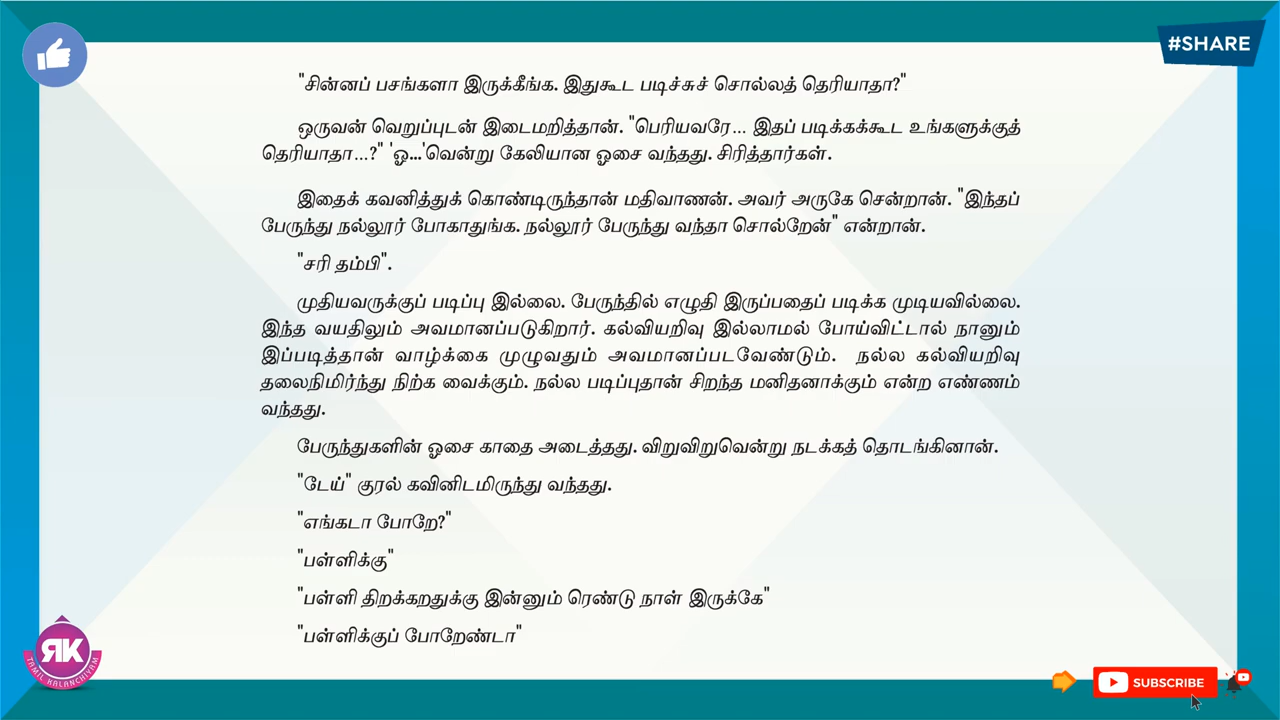 #SHARE
"சின்னப் பசங்களா இருக்கீங்க. இதுகூட படிச்சுச் சொல்லத் தெரியாதா?"
ஒருவன் வெறுப்புடன் இடைமறித்தான். "பெரியவரே... இதப் படிக்கக்கூட உங்களுக்குத்
தெரியாதா...?" 'ஓ...'வென்று கேலியான ஓசை வந்தது. சிரித்தார்கள்.
இதைக் கவனித்துக் கொண்டிருந்தான் மதிவாணன். அவர் அருகே சென்றான். "இந்தப்
பேருந்து நல்லூர் போகாதுங்க. நல்லூர் பேருந்து வந்தா சொல்றேன்" என்றான்.
"சரி தம்பி".
முதியவருக்குப் படிப்பு இல்லை. பேருந்தில் எழுதி இருப்பதைப் படிக்க முடியவில்லை.
இந்த வயதிலும் அவமானப்படுகிறார். கல்வியறிவு இல்லாமல் போய்விட்டால் நானும்
இப்படித்தான் வாழ்க்கை முழுவதும் அவமானப்படவேண்டும். நல்ல கல்வியறிவு
தலைநிமிர்ந்து நிற்க வைக்கும். நல்ல படிப்புதான் சிறந்த மனிதனாக்கும் என்ற எண்ணம்
வந்தது.
பேருந்துகளின் ஓசை காதை அடைத்தது. விறுவிறுவென்று நடக்கத் தொடங்கினான்.
"டேய்" குரல் கவினிடமிருந்து வந்தது.
"எங்கடா போறே?"
"பள்ளிக்கு"
"பள்ளி திறக்கறதுக்கு இன்னும் ரெண்டு நாள் இருக்கே"
"பள்ளிக்குப் போறேண்டா"
RK
TAMIL KALANCHIYAM
SUBSCRIBE